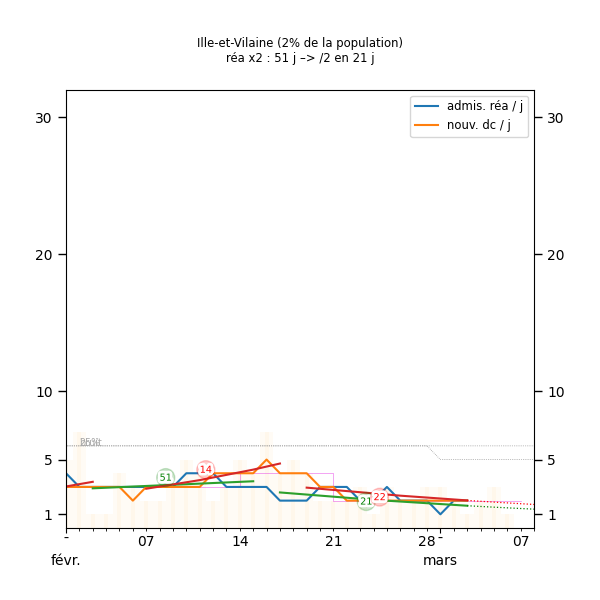 Ille-et-Vilaine (2% de la population)
réa x2 : 51 j –> /2 en 21 j
admis. réa / j
nouv. dc / j
30 30
20 20
10 10
5 5
1 1
51 14 21 22
07 14 21 28 07
févr. mars